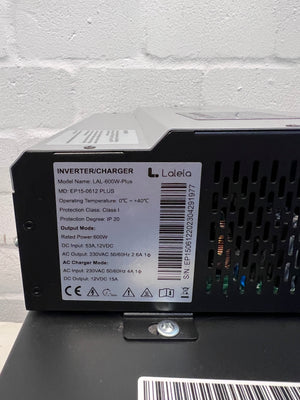 INVERTER/CHARGER
Lalela
Model Name: LAL-600W-Plus
MD: EP15-0612 PLUS
Operating Temperature: 0℃ ~ +40℃
Protection Class: Class I
Protection Degree: IP 20
Output Mode:
Rated Power:600W
DC Input: 53A,12VDC
AC Output: 230VAC 50/60Hz 2.6A 1ϕ
AC Charger Mode:
AC Input: 230VAC 50/60Hz 4A 1ϕ
DC Output:12VDC 15A
S/N: EP150612202304291977